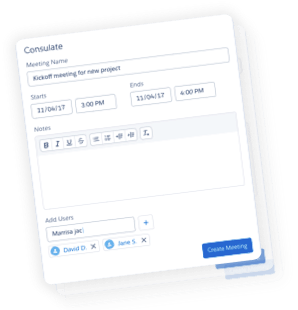 Consulate
Meeting Name
Kickoff meeting for new project
Starts
Ends
11/04/17
3:00 PM
11/04/17
4:00 PM
Notes
B I U S
Add Users
Marrisa jac
+
David D. X
Jane S. X
Create Meeting